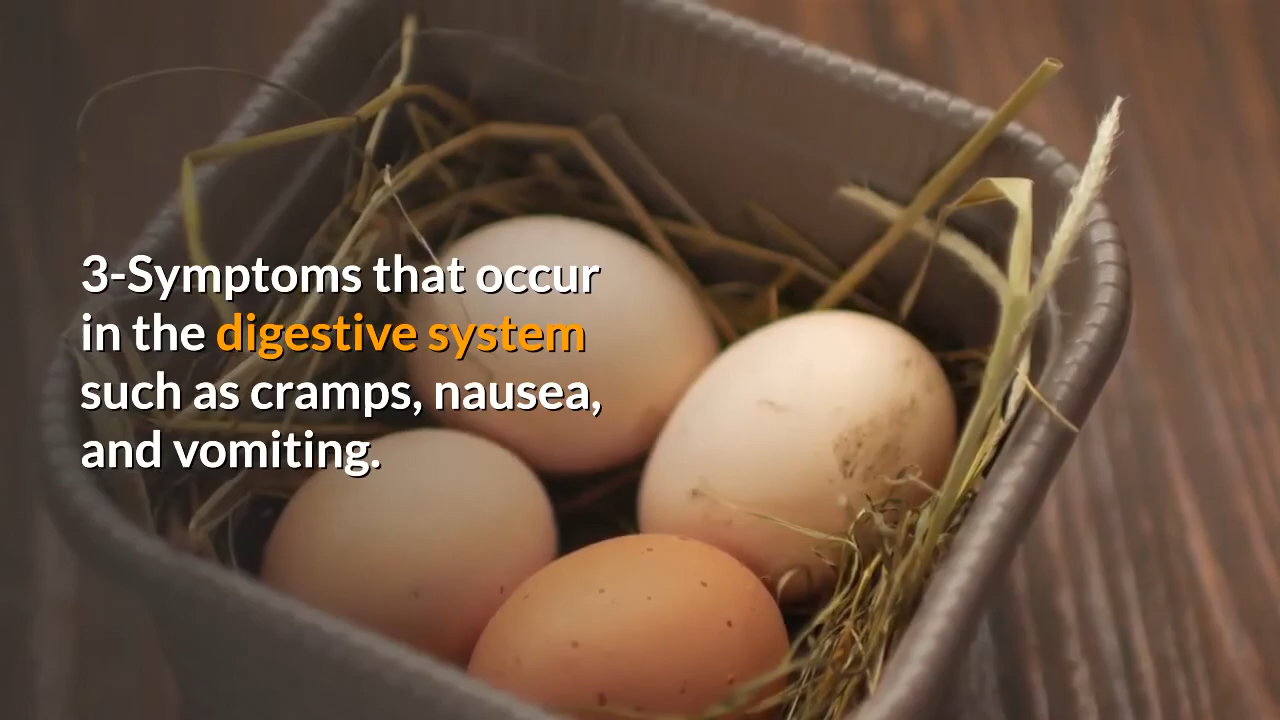 3-Symptoms that occur
in the digestive system
such as cramps, nausea,
and vomiting.